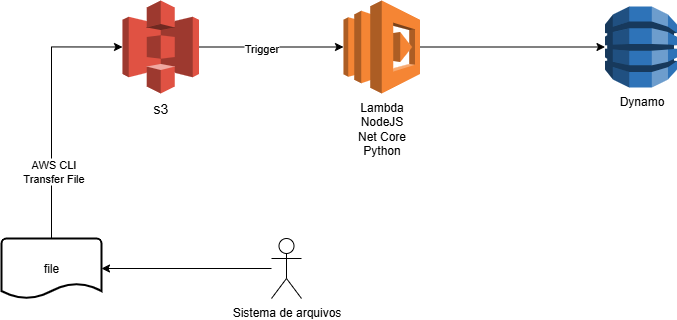 s3
Trigger
Lambda
NodeJS
Net Core
Python
Dynamo
AWS CLI
Transfer File
file
Sistema de arquivos